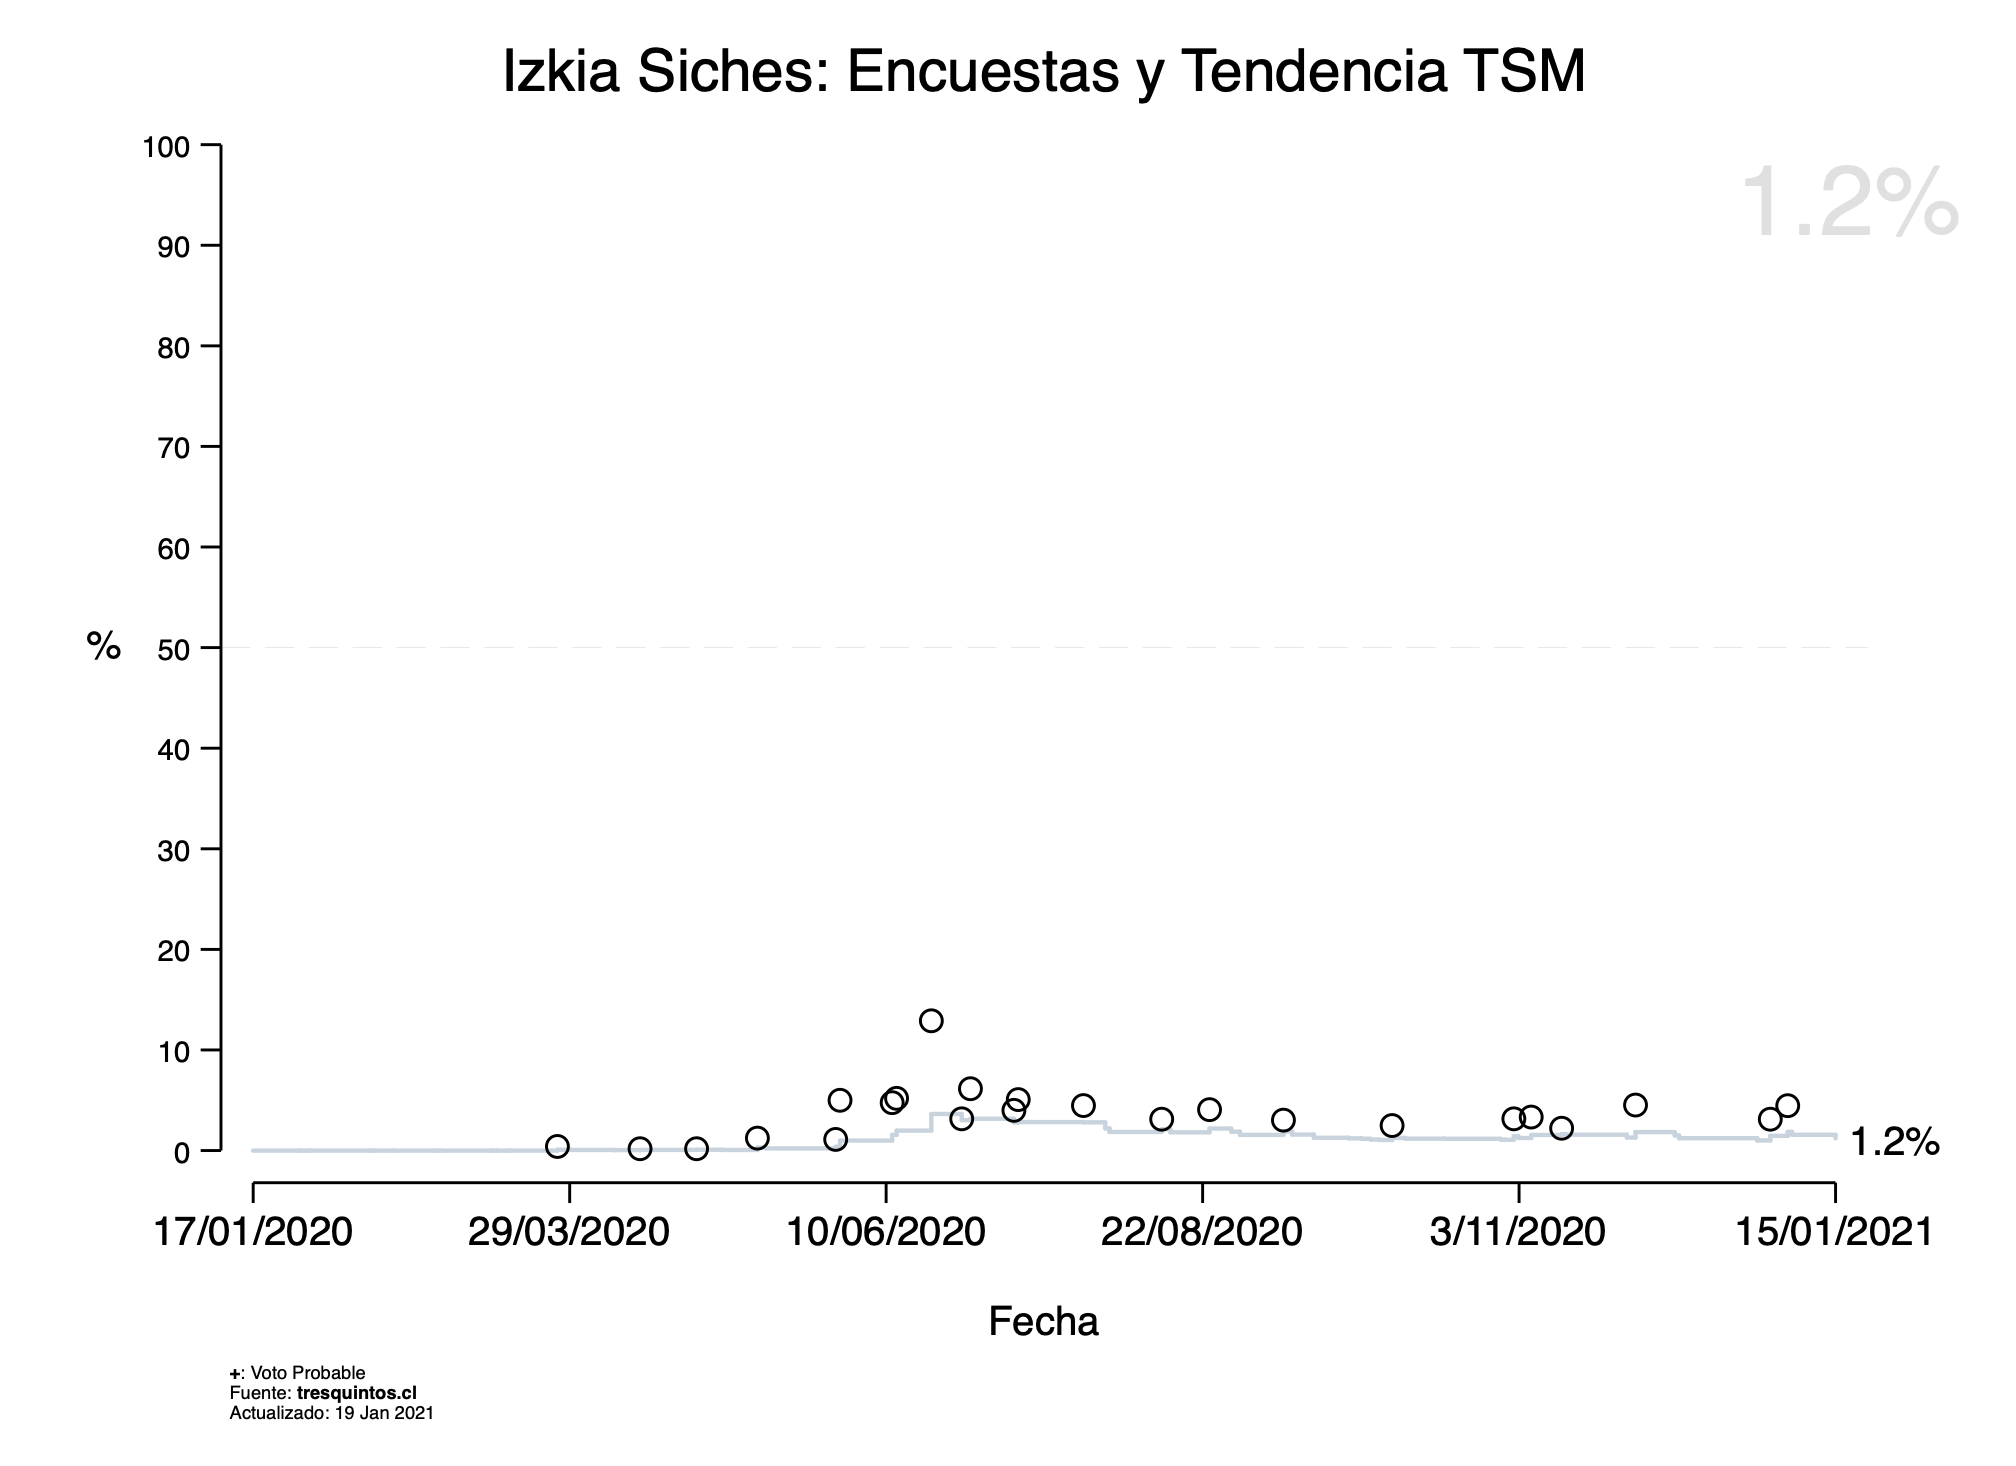 Izkia Siches: Encuestas y Tendencia TSM
1.2%
100
90
80
70
60
% 50
40
30
20
10
0
1.2%
17/01/2020 29/03/2020 10/06/2020 22/08/2020 3/11/2020 15/01/2021
Fecha
+: Voto Probable
Fuente: tresquintos.cl
Actualizado: 19 Jan 2021